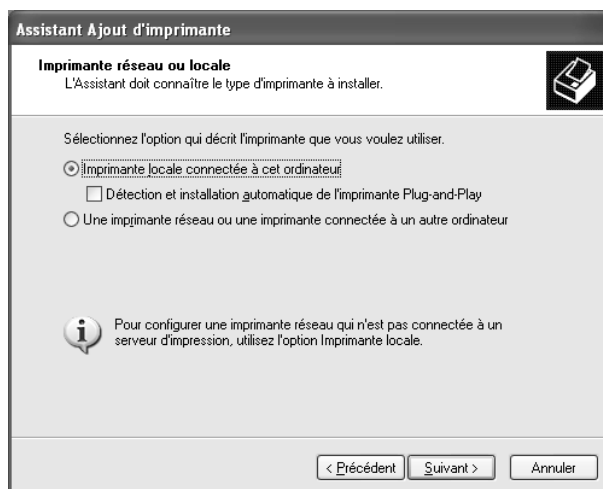 Assistant Ajout d'imprimante
Imprimante réseau ou locale
L'Assistant doit connaître le type d'imprimante à installer.
Sélectionnez l'option qui décrit l'imprimante que vous voulez utiliser.
Imprimante locale connectée à cet ordinateur
Détection et installation automatique de l'imprimante Plug-and-Play
Une imprimante réseau ou une imprimante connectée à un autre ordinateur
Pour configurer une imprimante réseau qui n'est pas connectée à un
serveur d'impression, utilisez l'option Imprimante locale.
< Précédent Suivant > Annuler